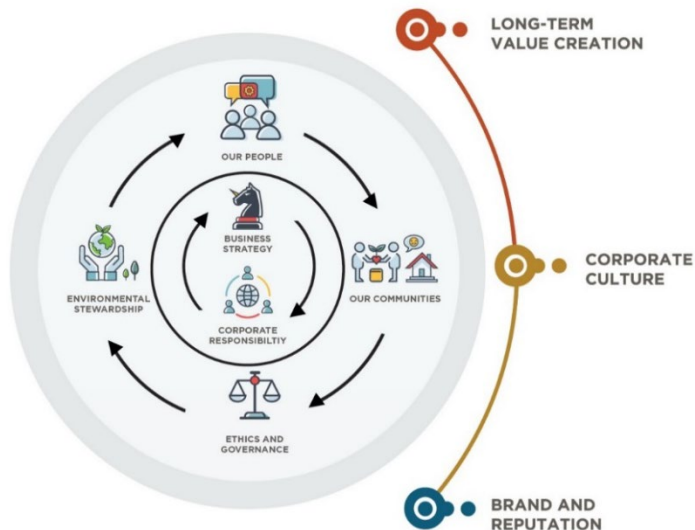 LONG-TERM
VALUE CREATION
OUR PEOPLE
BUSINESS
STRATEGY
CORPORATE
CULTURE
ENVIRONMENTAL
STEWARDSHIP
OUR COMMUNITIES
CORPORATE
RESPONSIBILTIY
ETHICS AND
GOVERNANCE
BRAND AND
REPUTATION